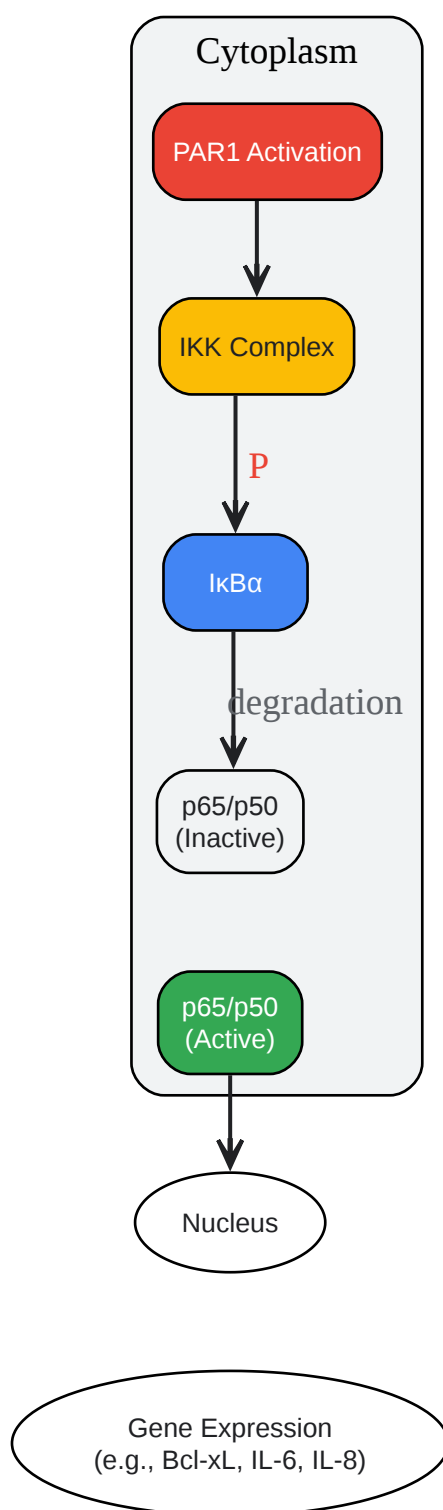 Cytoplasm
PAR1 Activation
IKK Complex
P
IκBα
degradation
p65/p50
(Inactive)
p65/p50
(Active)
Nucleus
Gene Expression
(e.g., Bcl-xL, IL-6, IL-8)